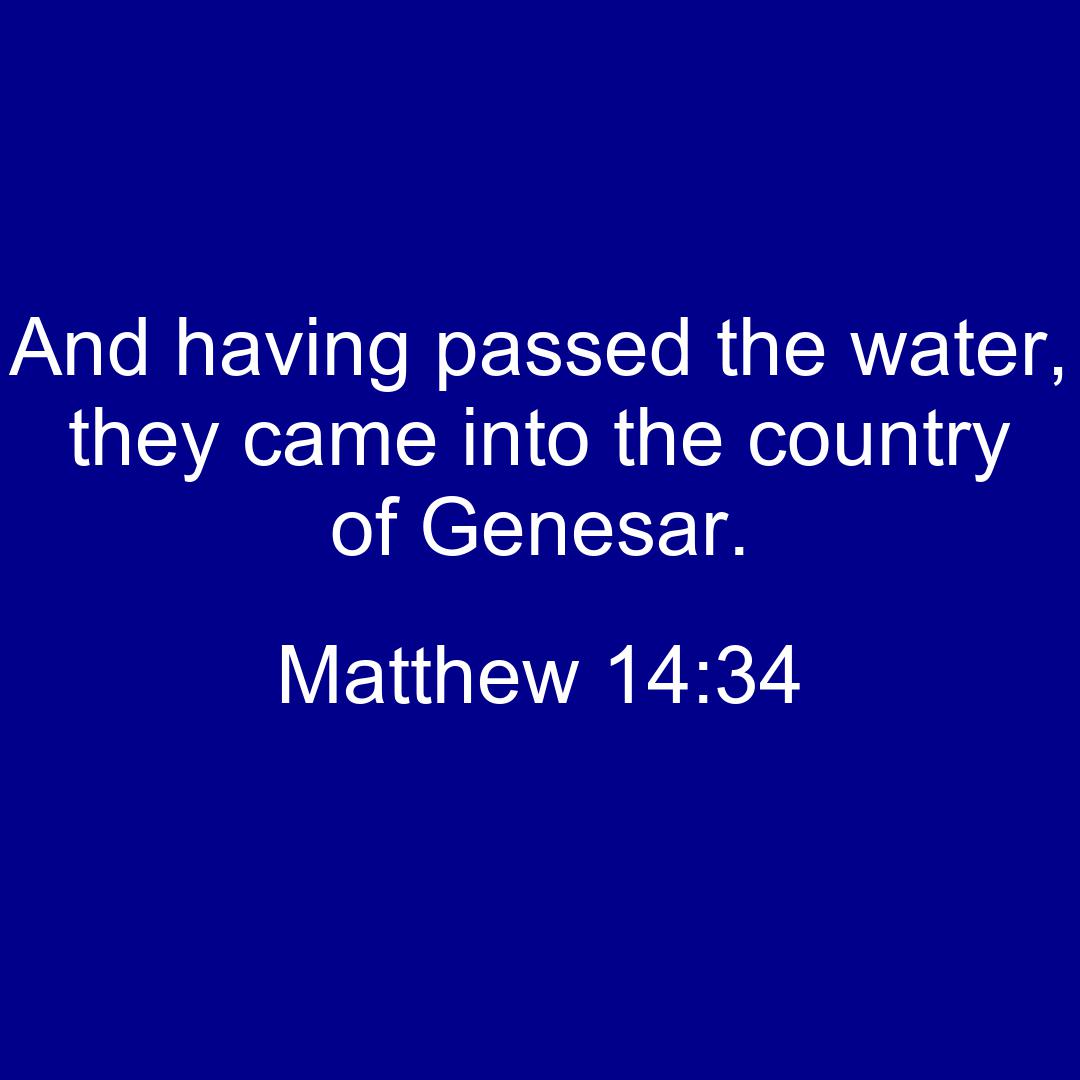 And having passed the water,
they came into the country
of Genesar.
Matthew 14:34